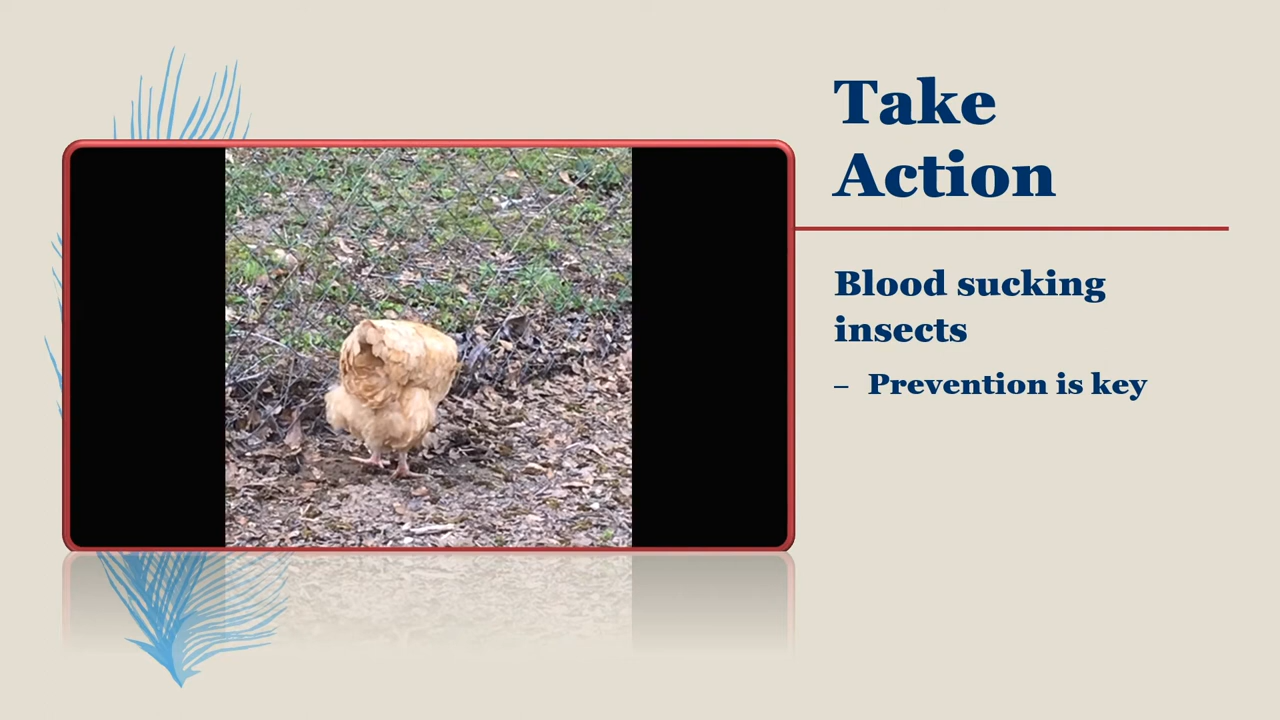 Take
Action
Blood sucking
insects
– Prevention is key